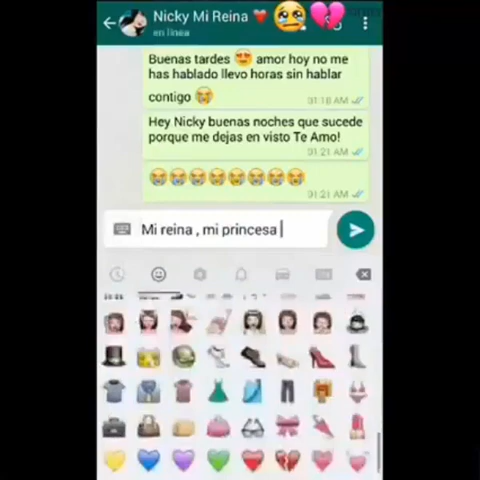 Nicky Mi Reina
en línea
Buenas tardes 😍 amor hoy no me
has hablado llevo horas sin hablar
contigo 😭
01:18 AM
Hey Nicky buenas noches que sucede
porque me dejas en visto Te Amo!
01:21 AM
😭😭😭😭😭😭😭😭
01:21 AM
Mi reina , mi princesa